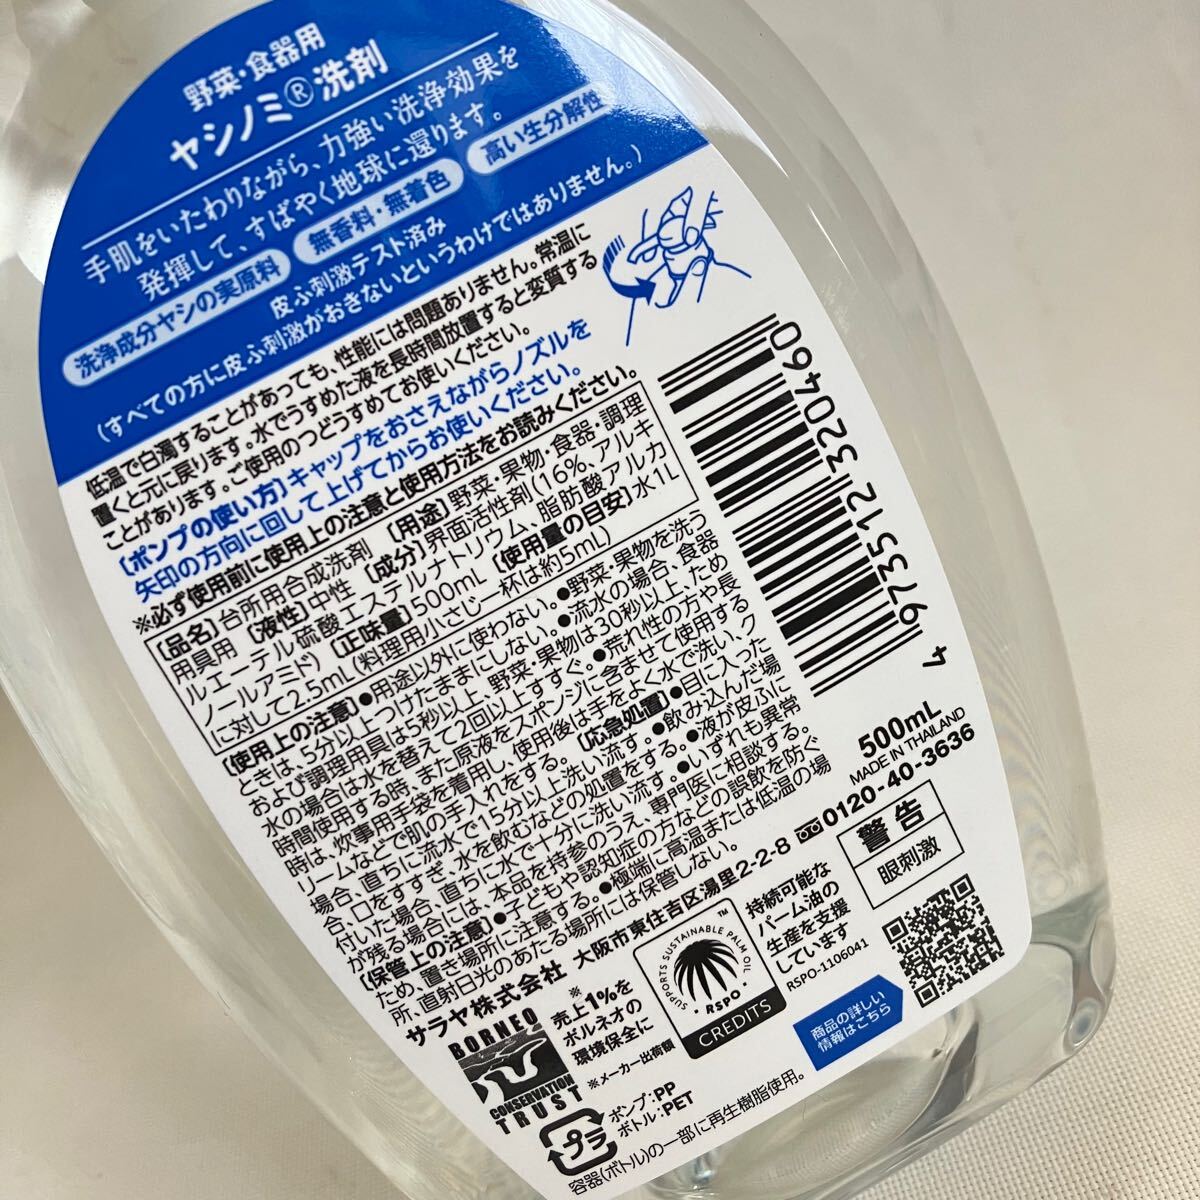 野菜・食器用
ヤシノミ®洗剤
手肌をいたわりながら、力強い洗浄効果を
発揮して、すばやく地球に還ります。
洗浄成分ヤシの実原料
無香料・無着色
高い生分解性
皮ふ刺激テスト済み
(すべての方に皮ふ刺激がおきないというわけではありません。)
低温で白濁することがあっても、性能には問題ありません。常温に
置くと元に戻ります。水でうすめた液を長時間放置すると変質する
ことがあります。ご使用のつどうすめてお使いください。
[ポンプの使い方]キャップをおさえながらノズルを
矢印の方向に回して上げてからお使いください。
※必ず使用前に使用上の注意と使用方法をお読みください。
[品名]台所用合成洗剤 [用途]野菜・果物・食器・調理
用具用 [液性]中性 [成分]界面活性剤(16%、アルキ
ルエーテル硫酸エステルナトリウム、脂肪酸アルカ
ノールアミド) [正味量]500mL [使用量の目安]水1L
に対して2.5mL(料理用小さじ一杯は約5mL)
[使用上の注意]●用途以外に使わない。●野菜・果物を洗う
ときは、5分以上つけたままにしない。●流水の場合、食器
および調理用具は5秒以上、野菜・果物は30秒以上、ため
水の場合は水を替えて2回以上すすぐ。●荒れ性の方や長
時間使用する時、また原液をスポンジに含ませて使用する
時は、炊事用手袋を着用し、使用後は手をよく水で洗い、ク
リームなどで肌の手入れをする。[応急処置]●目に入った
場合、直ちに流水で15分以上洗い流す。●飲み込んだ場
合、口をすすぎ、水を飲むなどの処置をする。●液が皮ふに
付いた場合、直ちに水で十分に洗い流す。●いずれも異常
が残る場合には、本品を持参のうえ、専門医に相談する。
[保管上の注意]●子どもや認知症の方などの誤飲を防ぐ
ため、置き場所に注意する。●極端に高温または低温の場
所、直射日光のあたる場所には保管しない。
サラヤ株式会社 大阪市東住吉区湯里2-2-8 0120-40-3636
4 973512 320460
500mL
MADE IN THAILAND
警告
眼刺激
BORNEO
CONSERVATION
TRUST
※
売上1%を
ボルネオの
環境保全に
※メーカー出荷額
SUPPORTS SUSTAINABLE PALM OIL
™
RSPO
CREDITS
持続可能な
パーム油の
生産を支援
しています
RSPO-1106041
商品の詳しい
情報はこちら
プラ
ポンプ:PP
ボトル:PET
容器(ボトル)の一部に再生樹脂使用。